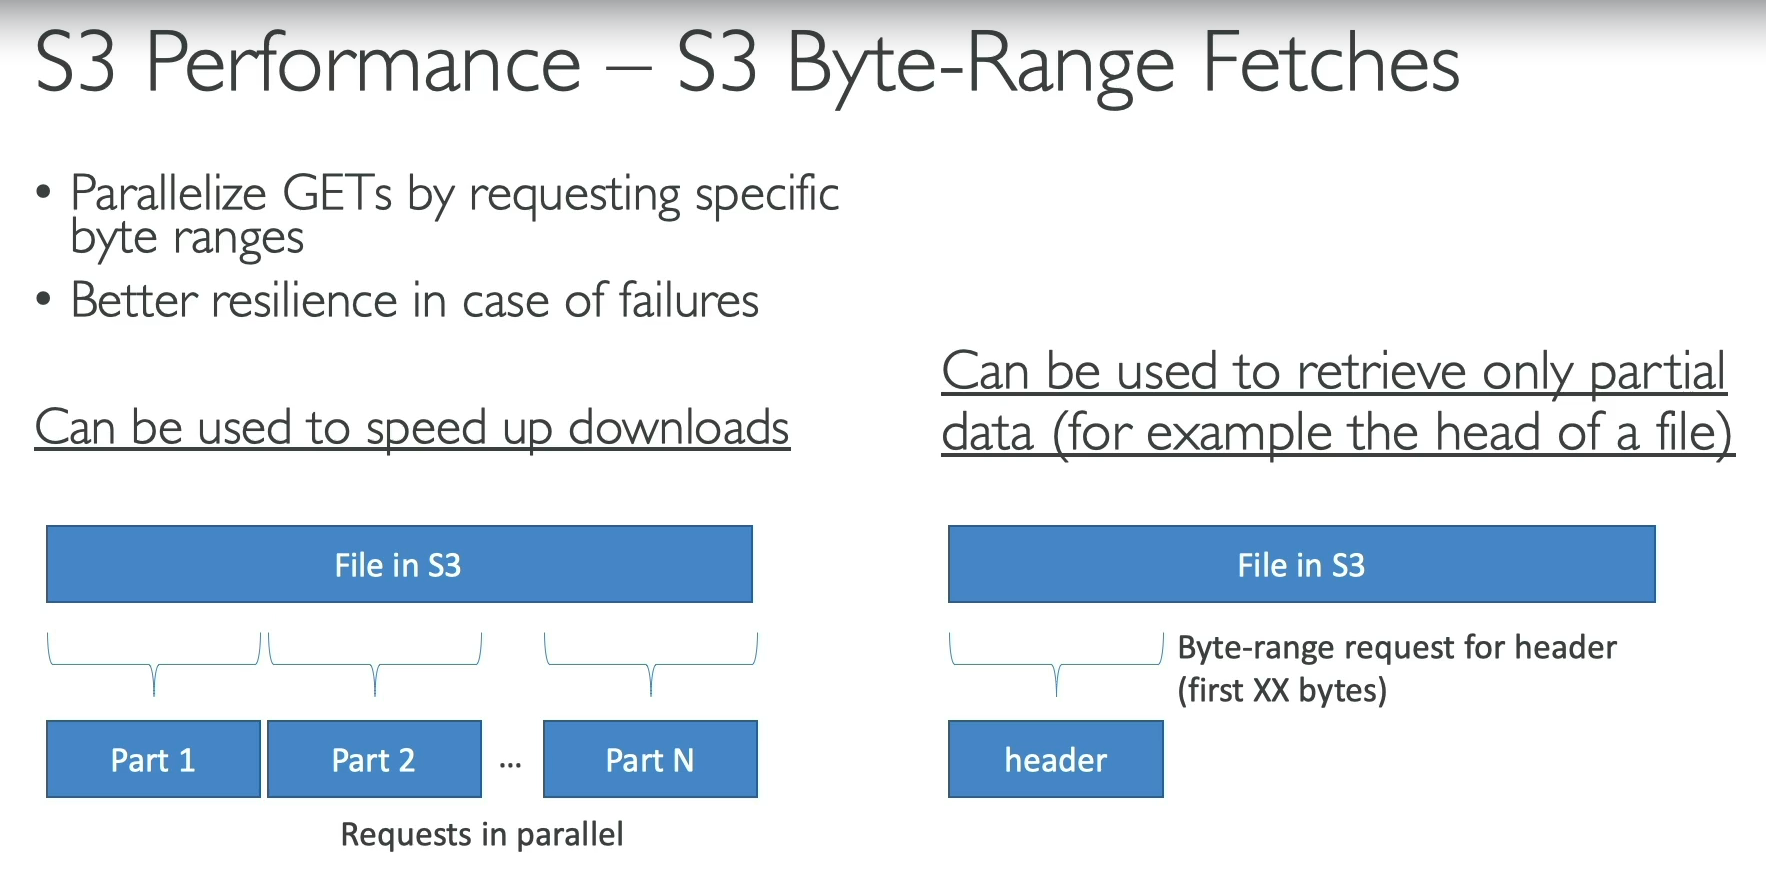 S3 Performance – S3 Byte-Range Fetches
• Parallelize GETs by requesting specific
byte ranges
• Better resilience in case of failures
Can be used to speed up downloads
File in S3
Part 1
Part 2
...
Part N
Requests in parallel
Can be used to retrieve only partial
data (for example the head of a file)
File in S3
Byte-range request for header
(first XX bytes)
header